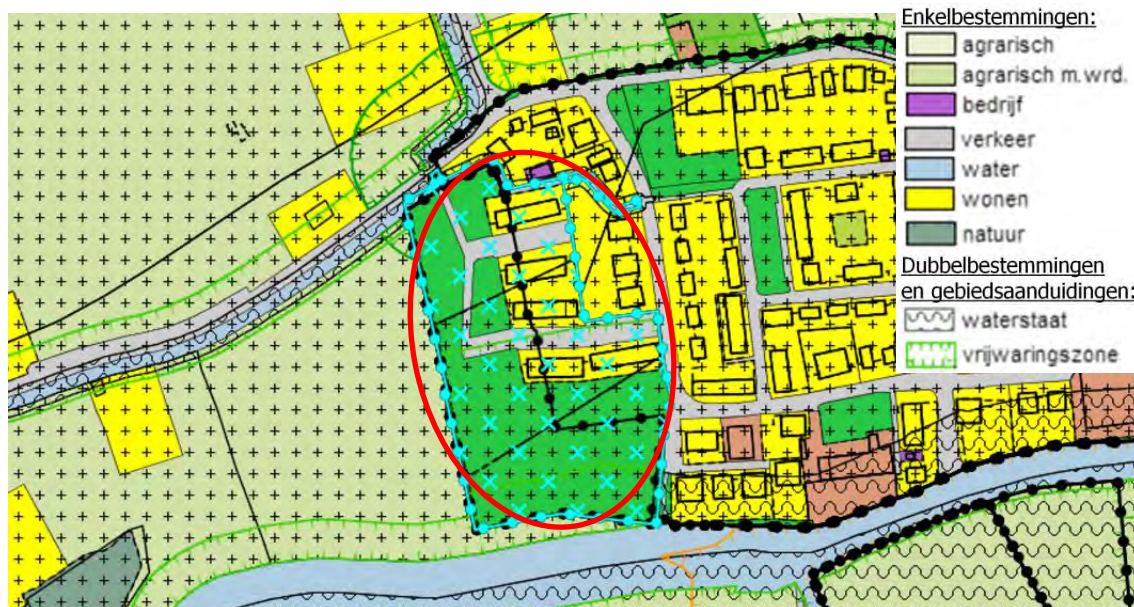 Enkelbestemmingen:
agrarisch
agrarisch m.wrd.
bedrijf
verkeer
water
wonen
natuur
Dubbelbestemmingen
en gebiedsaanduidingen:
waterstaat
vrijwaringszone